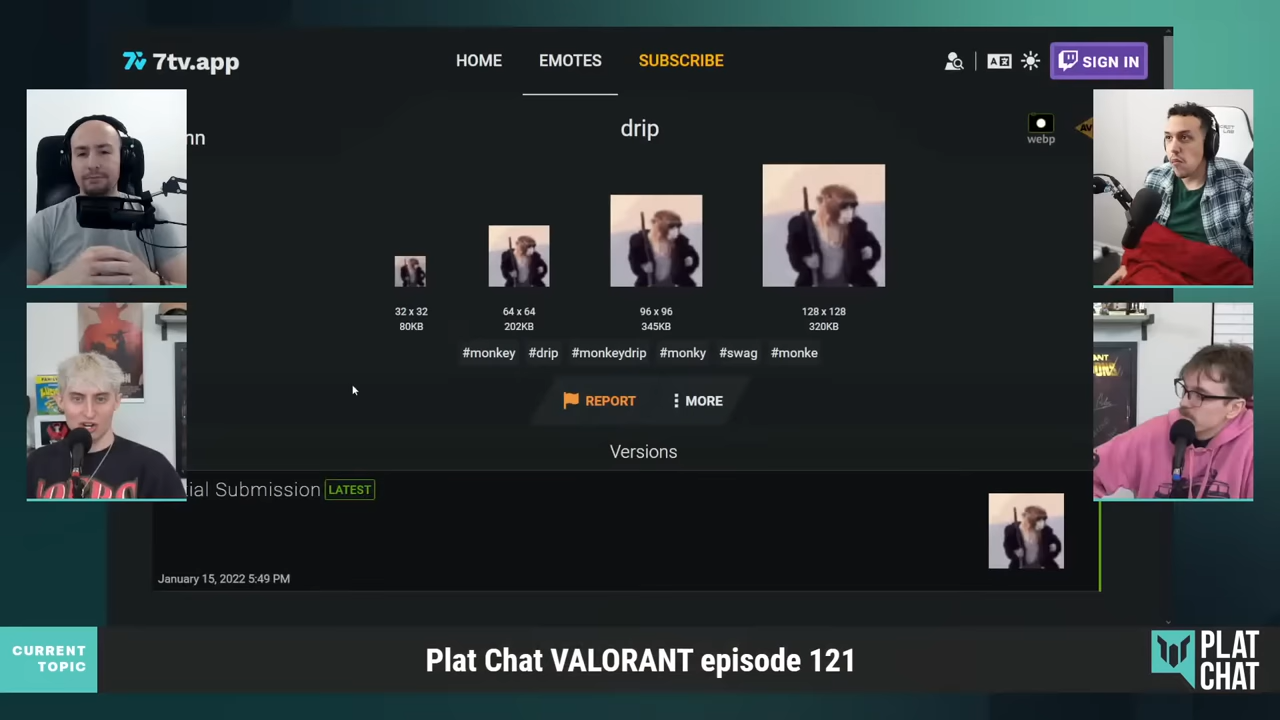 7tv.app
HOME
EMOTES
SUBSCRIBE
SIGN IN
nn
drip
webp
AV
32 x 32
80KB
64 x 64
202KB
96 x 96
345KB
128 x 128
320KB
#monkey
#drip
#monkeydrip
#monky
#swag
#monke
REPORT
MORE
Versions
ial Submission
LATEST
January 15, 2022 5:49 PM
CURRENT
TOPIC
Plat Chat VALORANT episode 121
PLAT
CHAT